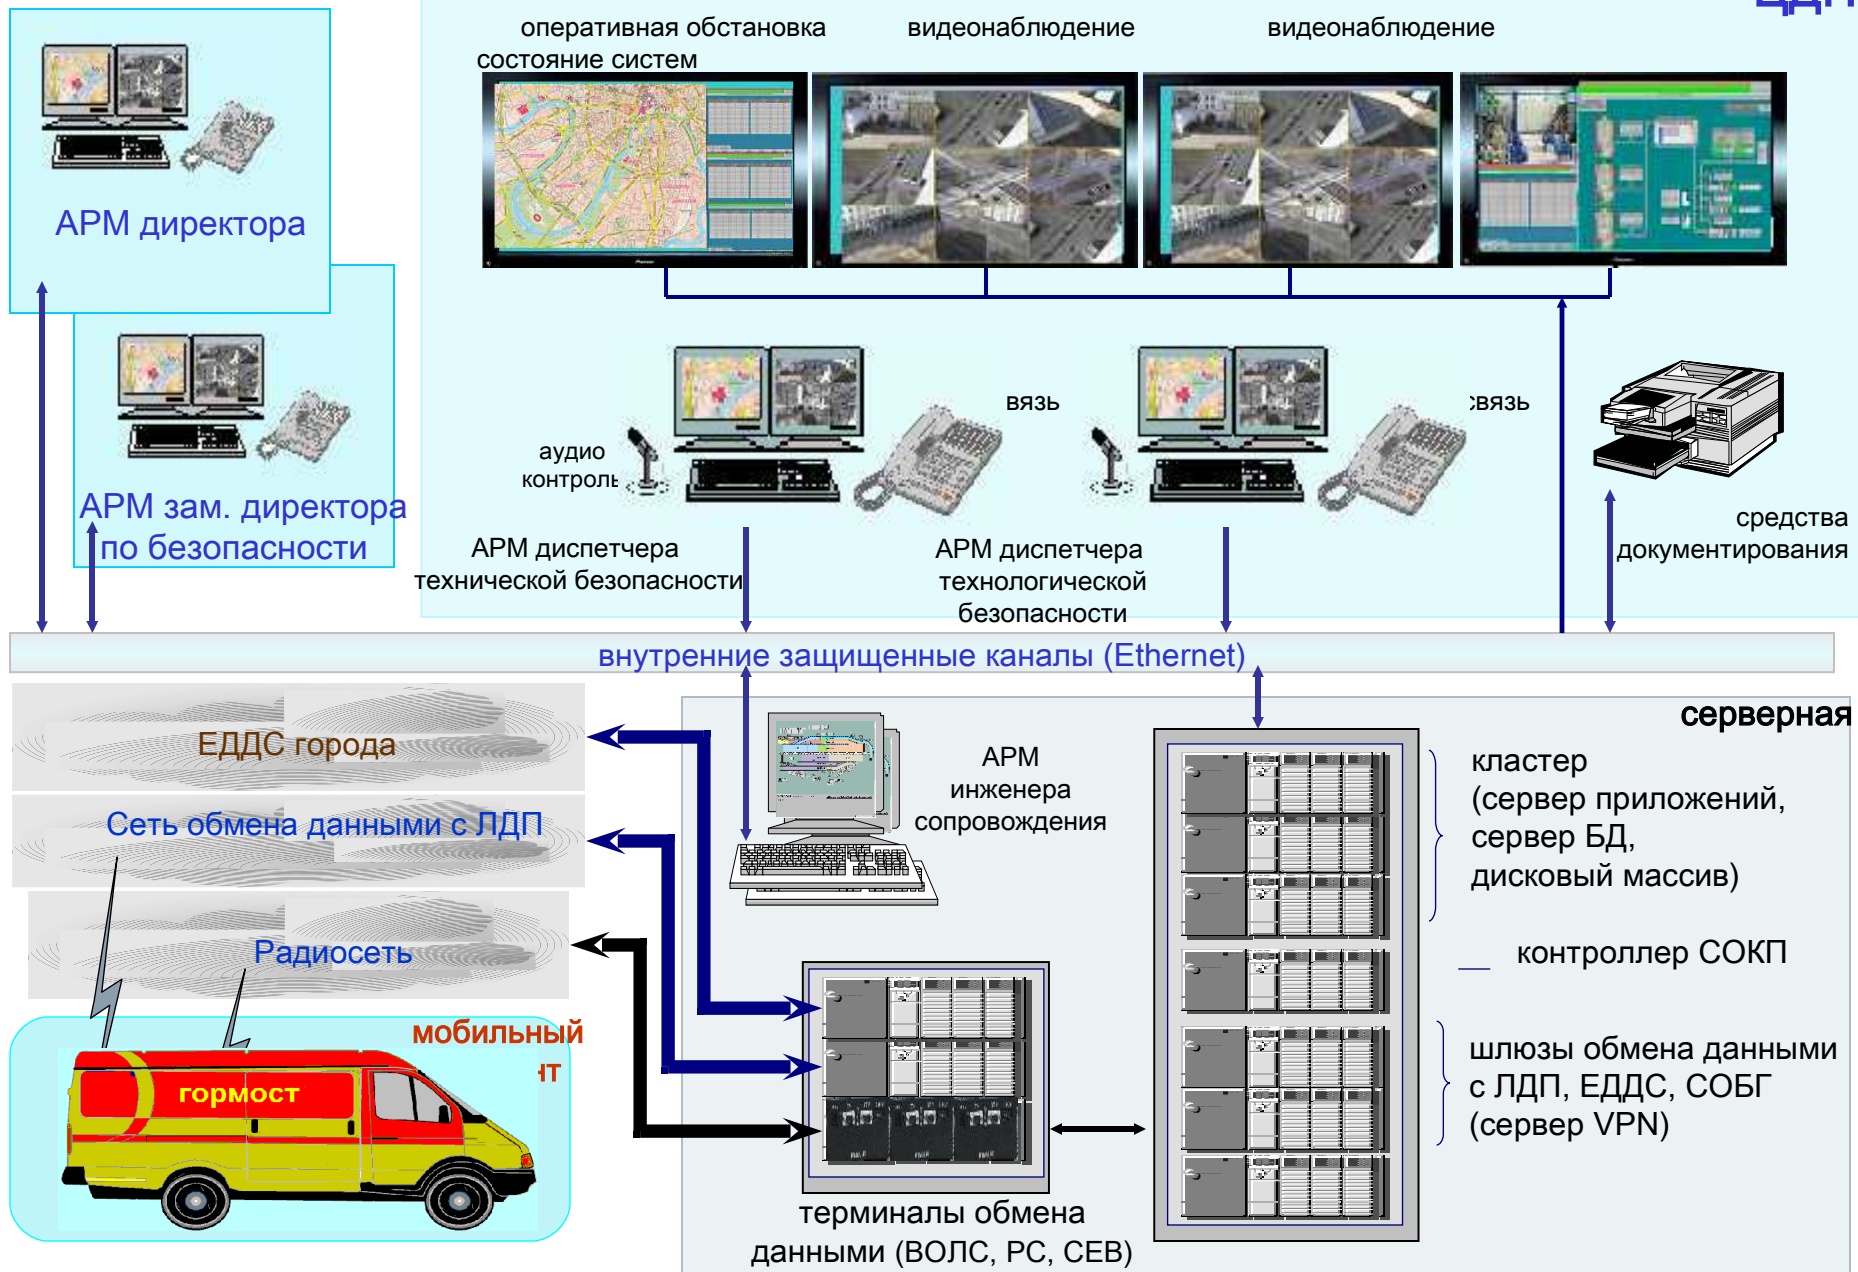 ЦДП
оперативная обстановка
состояние систем
видеонаблюдение
видеонаблюдение
АРМ директора
АРМ зам. директора
по безопасности
вязь
связь
аудио
контроль
АРМ диспетчера
технической безопасности
АРМ диспетчера
технологической
безопасности
средства
документирования
внутренние защищенные каналы (Ethernet)
серверная
ЕДДС города
Сеть обмена данными с ЛДП
Радиосеть
АРМ
инженера
сопровождения
кластер
(сервер приложений,
сервер БД,
дисковый массив)
контроллер СОКП
шлюзы обмена данными
с ЛДП, ЕДДС, СОБГ
(сервер VPN)
мобильный
нт
гормост
терминалы обмена
данными (ВОЛС, РС, СЕВ)